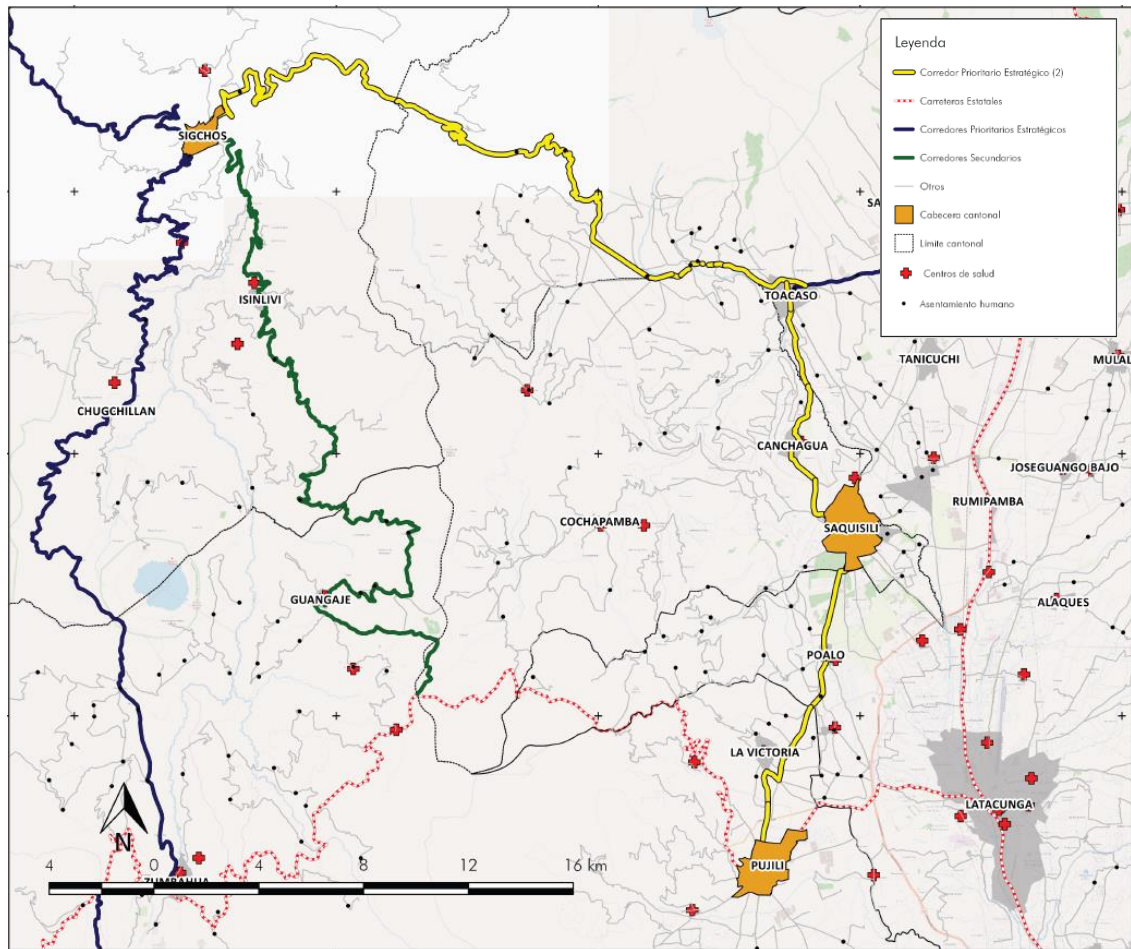 Leyenda
Corredor Prioritario Estratégico (2)
Carreteras Estatales
Corredores Prioritarios Estratégicos
Corredores Secundarios
Otros
Cabecera cantonal
Límite cantonal
Centros de salud
Asentamiento humano
SIGCHOS
SA
ISINLIVI
TOACASO
TANICUCHI
MULAL
CHUGCHILLAN
CANCHAGUA
JOSEGUANGO BAJO
RUMIPAMBA
COCHAPAMBA
SAQUISILI
GUANGAJE
ALAQUES
POALO
LA VICTORIA
LATACUNGA
N
PUJILI
4 0 4 8 12 16 km
ZUMBAHUA